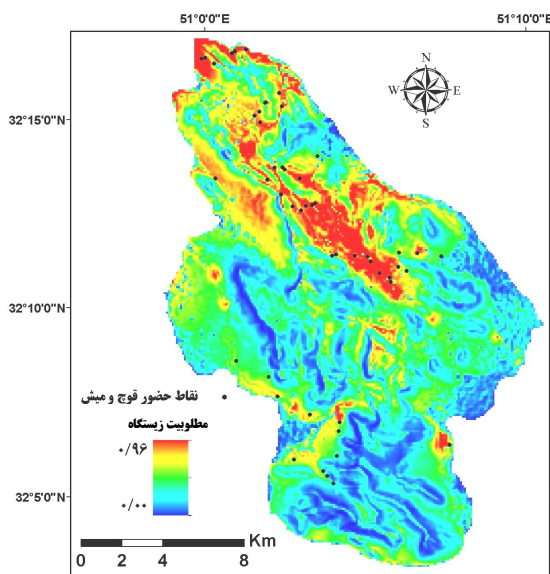 51°0'0"E
51°10'0"E
N
W E
S
32°15'0"N
32°10'0"N
نقاط حضور قوچ و میش
مطلوبیت زیستگاه
۰/۹۶
۰/۰۰
32°5'0"N
Km
0 2 4 8